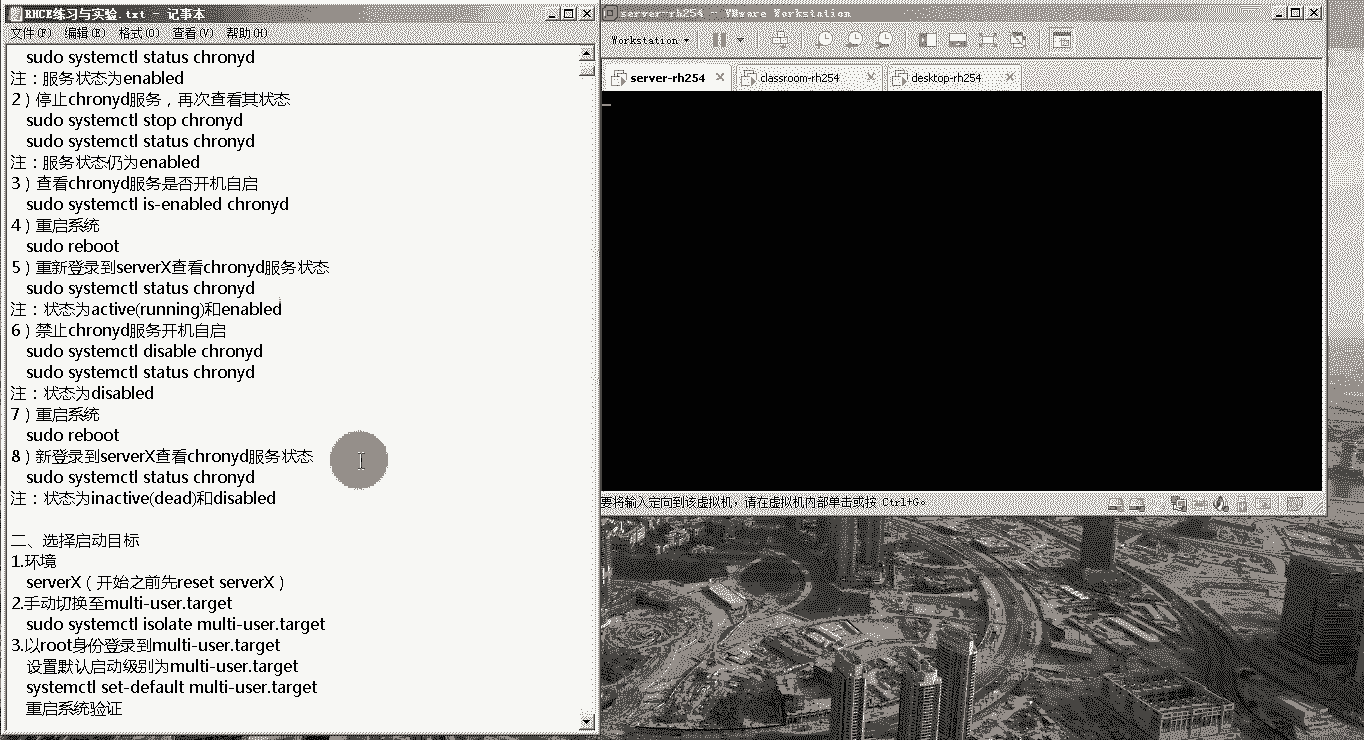 RHCE练习与实验.txt - 记事本
文件(F) 编辑(E) 格式(O) 查看(V) 帮助(H)
sudo systemctl status chronyd
注：服务状态为enabled
2）停止chronyd服务，再次查看其状态
sudo systemctl stop chronyd
sudo systemctl status chronyd
注：服务状态仍为enabled
3）查看chronyd服务是否开机自启
sudo systemctl is-enabled chronyd
4）重启系统
sudo reboot
5）重新登录到serverX查看chronyd服务状态
sudo systemctl status chronyd
注：状态为active(running)和enabled
6）禁止chronyd服务开机自启
sudo systemctl disable chronyd
sudo systemctl status chronyd
注：状态为disabled
7）重启系统
sudo reboot
8）新登录到serverX查看chronyd服务状态
sudo systemctl status chronyd
注：状态为inactive(dead)和disabled
二、选择启动目标
1.环境
serverX（开始之前先reset serverX）
2.手动切换至multi-user.target
sudo systemctl isolate multi-user.target
3.以root身份登录到multi-user.target
设置默认启动级别为multi-user.target
systemctl set-default multi-user.target
重启系统验证
server-rh254 - VMware Workstation
Workstation
server-rh254 classroom-rh254 desktop-rh254
要将输入定向到该虚拟机，请在虚拟机内部单击或按 Ctrl+G。